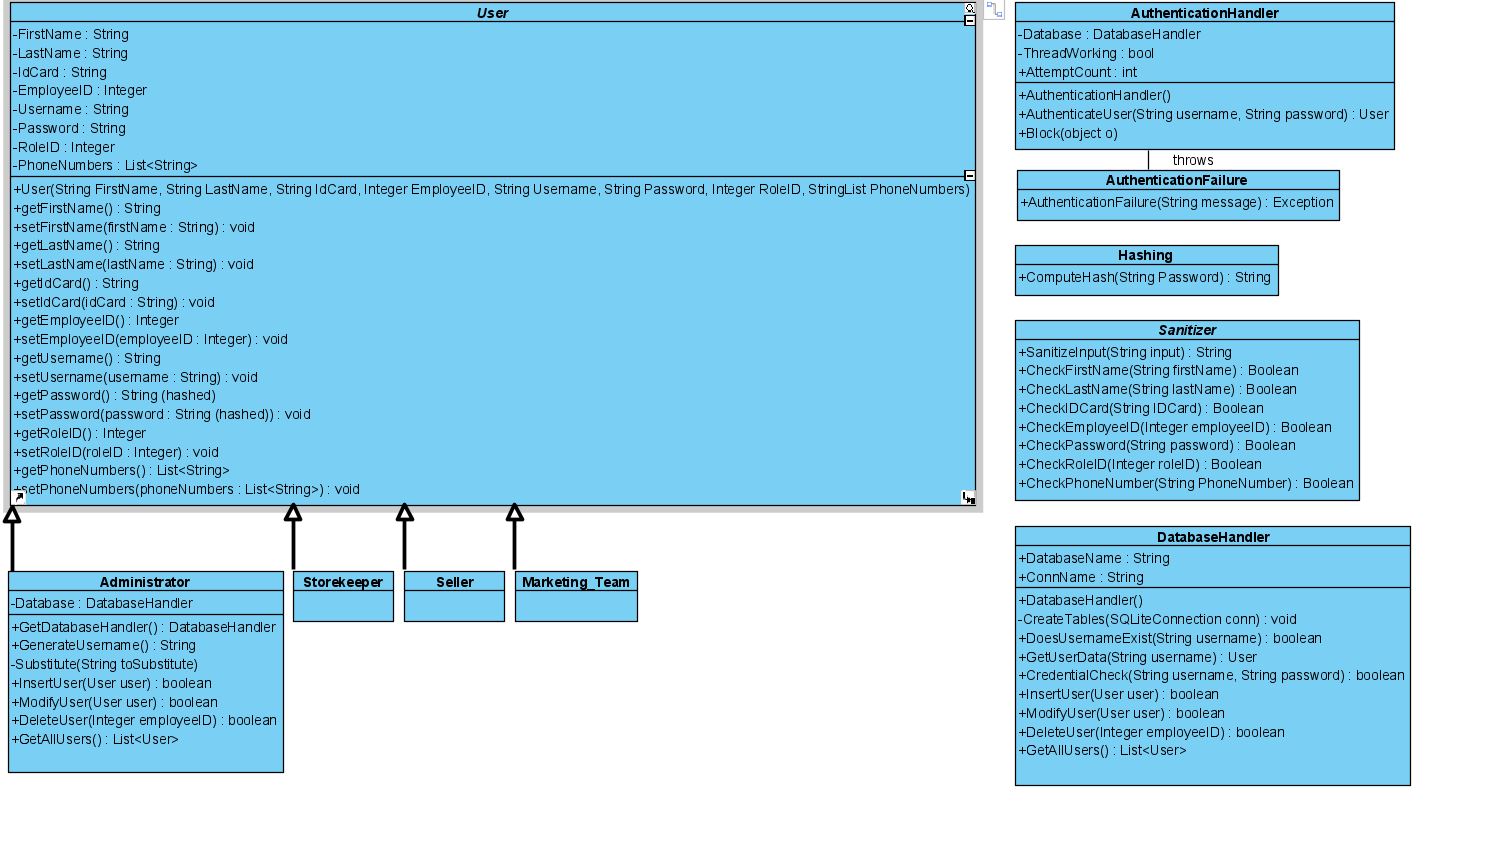 User
-FirstName : String
-LastName : String
-IdCard : String
-EmployeeID : Integer
-Username : String
-Password : String
-RoleID : Integer
-PhoneNumbers : List<String>
+User(String FirstName, String LastName, String IdCard, Integer EmployeeID, String Username, String Password, Integer RoleID, StringList PhoneNumbers)
+getFirstName() : String
+setFirstName(firstName : String) : void
+getLastName() : String
+setLastName(lastName : String) : void
+getIdCard() : String
+setIdCard(idCard : String) : void
+getEmployeeID() : Integer
+setEmployeeID(employeeID : Integer) : void
+getUsername() : String
+setUsername(username : String) : void
+getPassword() : String (hashed)
+setPassword(password : String (hashed)) : void
+getRoleID() : Integer
+setRoleID(roleID : Integer) : void
+getPhoneNumbers() : List<String>
+setPhoneNumbers(phoneNumbers : List<String>) : void
Administrator
-Database : DatabaseHandler
+GetDatabaseHandler() : DatabaseHandler
+GenerateUsername() : String
-Substitute(String toSubstitute)
+InsertUser(User user) : boolean
+ModifyUser(User user) : boolean
+DeleteUser(Integer employeeID) : boolean
+GetAllUsers() : List<User>
Storekeeper
Seller
Marketing_Team
AuthenticationHandler
-Database : DatabaseHandler
-ThreadWorking : bool
+AttemptCount : int
+AuthenticationHandler()
+AuthenticateUser(String username, String password) : User
+Block(object o)
throws
AuthenticationFailure
+AuthenticationFailure(String message) : Exception
Hashing
+ComputeHash(String Password) : String
Sanitizer
+SanitizeInput(String input) : String
+CheckFirstName(String firstName) : Boolean
+CheckLastName(String lastName) : Boolean
+CheckIDCard(String IDCard) : Boolean
+CheckEmployeeID(Integer employeeID) : Boolean
+CheckPassword(String password) : Boolean
+CheckRoleID(Integer roleID) : Boolean
+CheckPhoneNumber(String PhoneNumber) : Boolean
DatabaseHandler
+DatabaseName : String
+ConnName : String
+DatabaseHandler()
-CreateTables(SQLiteConnection conn) : void
+DoesUsernameExist(String username) : boolean
+GetUserData(String username) : User
+CredentialCheck(String username, String password) : boolean
+InsertUser(User user) : boolean
+ModifyUser(User user) : boolean
+DeleteUser(Integer employeeID) : boolean
+GetAllUsers() : List<User>